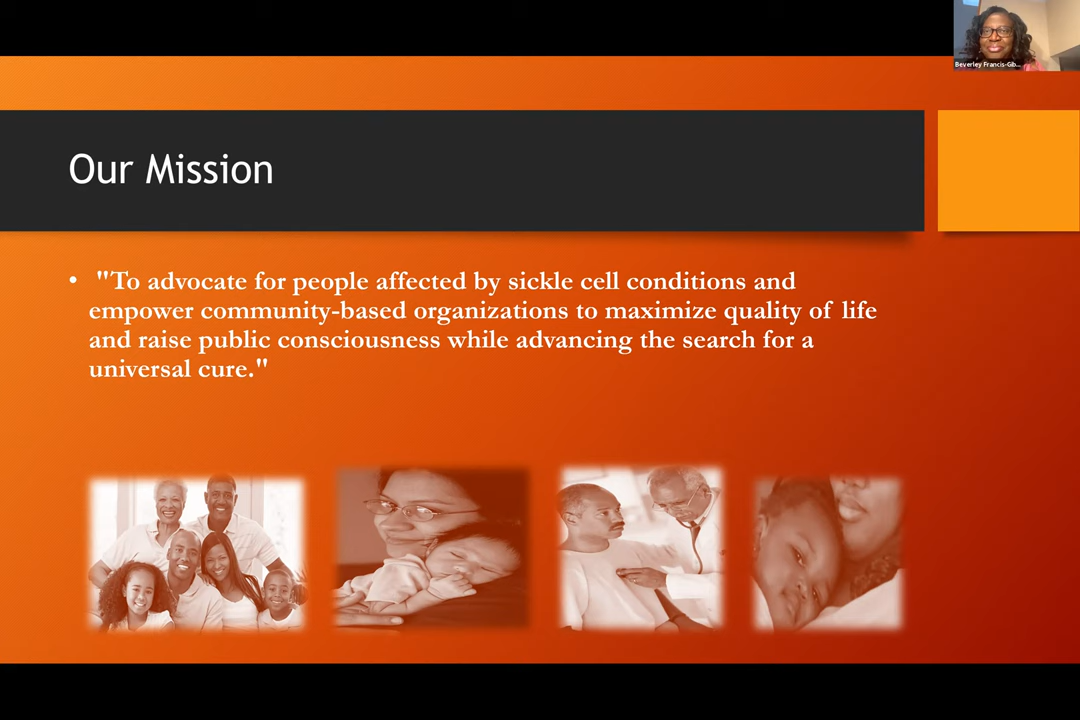 Beverley Francis-Gib...
Our Mission
• "To advocate for people affected by sickle cell conditions and
empower community-based organizations to maximize quality of life
and raise public consciousness while advancing the search for a
universal cure."